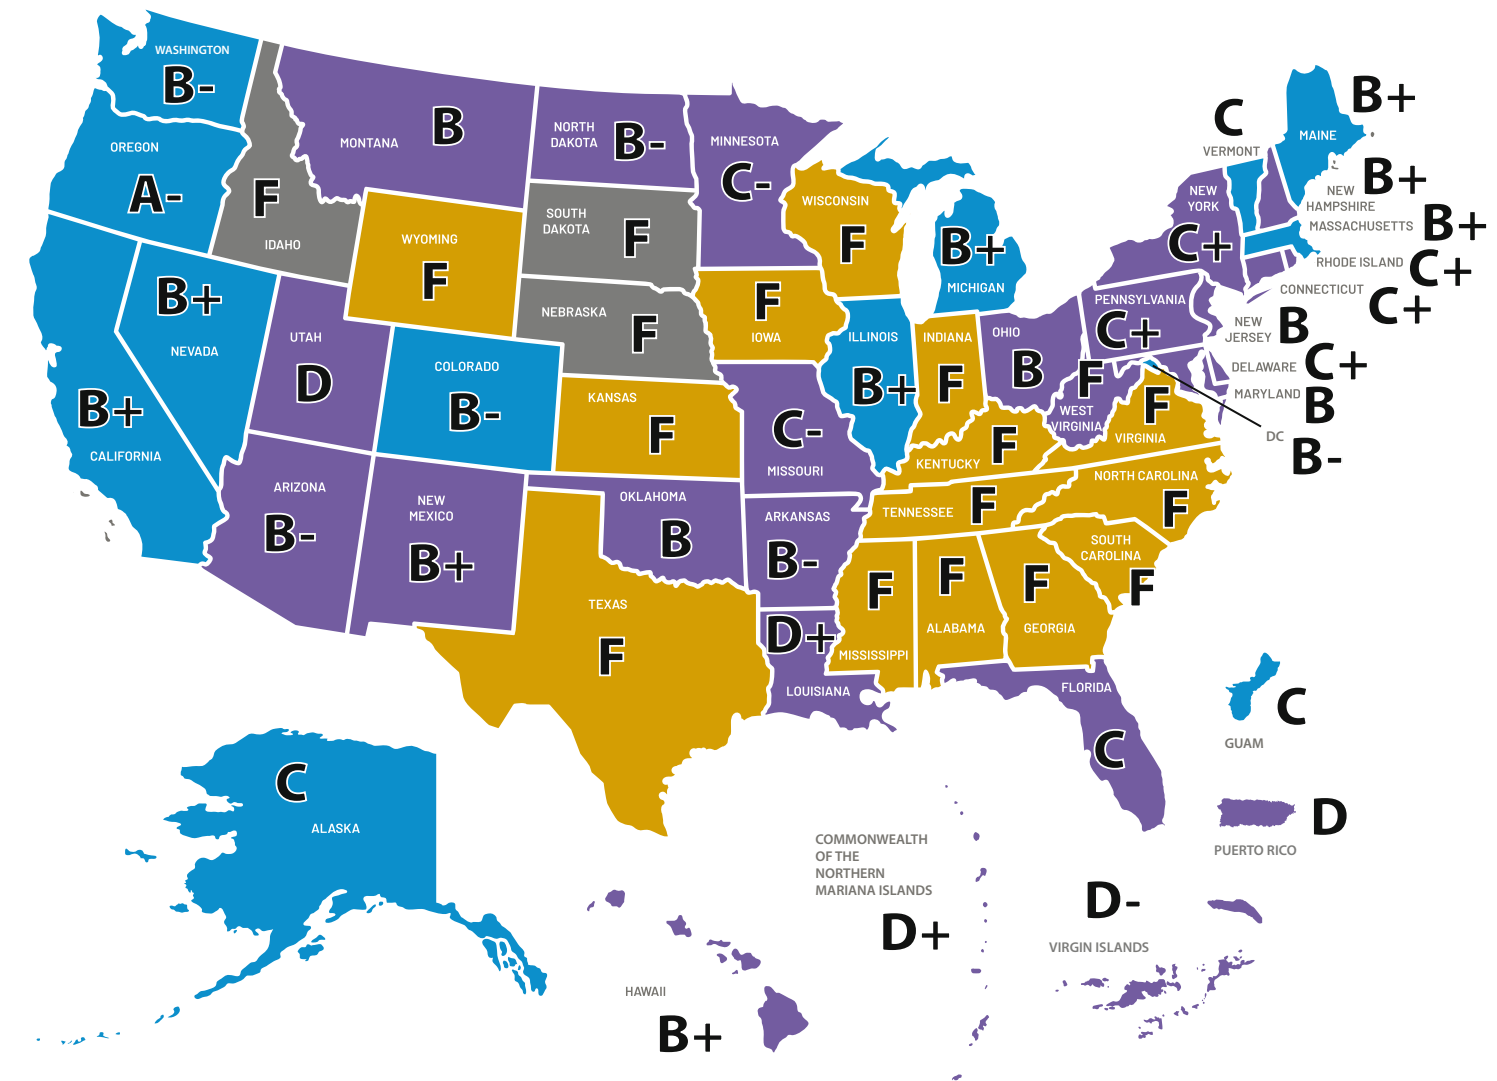 WASHINGTON
B-
OREGON
A-
CALIFORNIA
B+
NEVADA
B+
IDAHO
F
MONTANA
B
WYOMING
F
UTAH
D
COLORADO
B-
ARIZONA
B-
NEW
MEXICO
B+
NORTH
DAKOTA
B-
SOUTH
DAKOTA
F
NEBRASKA
F
KANSAS
F
OKLAHOMA
B
TEXAS
F
MINNESOTA
C-
IOWA
F
MISSOURI
C-
ARKANSAS
B-
LOUISIANA
D+
WISCONSIN
F
ILLINOIS
B+
MICHIGAN
B+
INDIANA
F
OHIO
B
KENTUCKY
F
TENNESSEE
F
MISSISSIPPI
F
ALABAMA
F
GEORGIA
F
FLORIDA
C
SOUTH
CAROLINA
F
NORTH CAROLINA
F
VIRGINIA
F
WEST
VIRGINIA
F
PENNSYLVANIA
C+
NEW
YORK
C+
VERMONT
C
MAINE
B+
NEW
HAMPSHIRE
B+
MASSACHUSETTS
B+
RHODE ISLAND
C+
CONNECTICUT
C+
NEW
JERSEY
B
DELAWARE
C+
MARYLAND
B
DC
B-
ALASKA
C
HAWAII
B+
COMMONWEALTH
OF THE
NORTHERN
MARIANA ISLANDS
D+
GUAM
C
PUERTO RICO
D
VIRGIN ISLANDS
D-